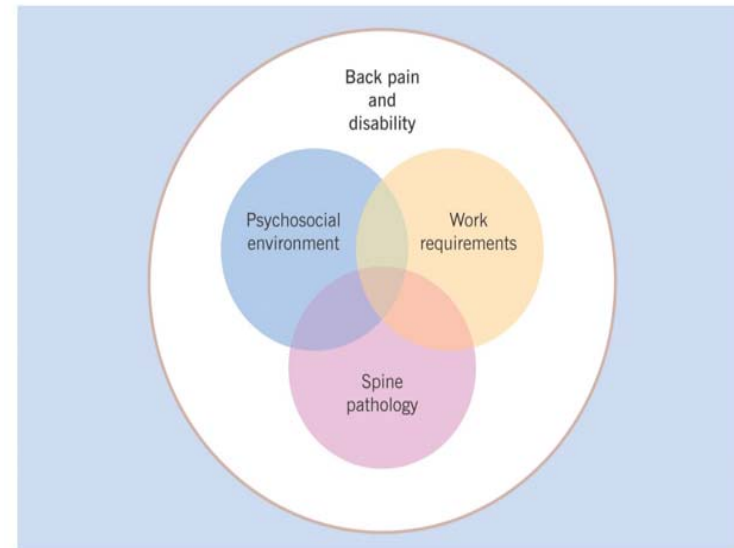 Back pain
and
disability
Psychosocial
environment
Work
requirements
Spine
pathology